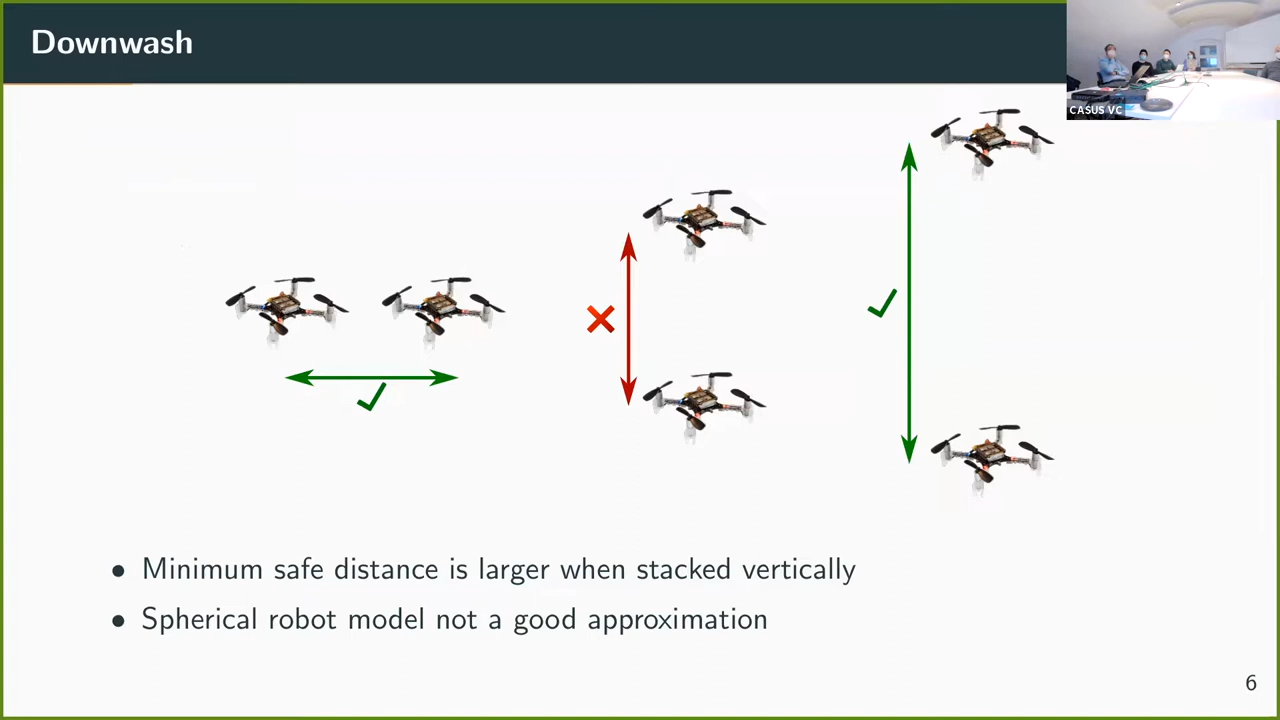 Downwash
CASUS VC
• Minimum safe distance is larger when stacked vertically
• Spherical robot model not a good approximation
6